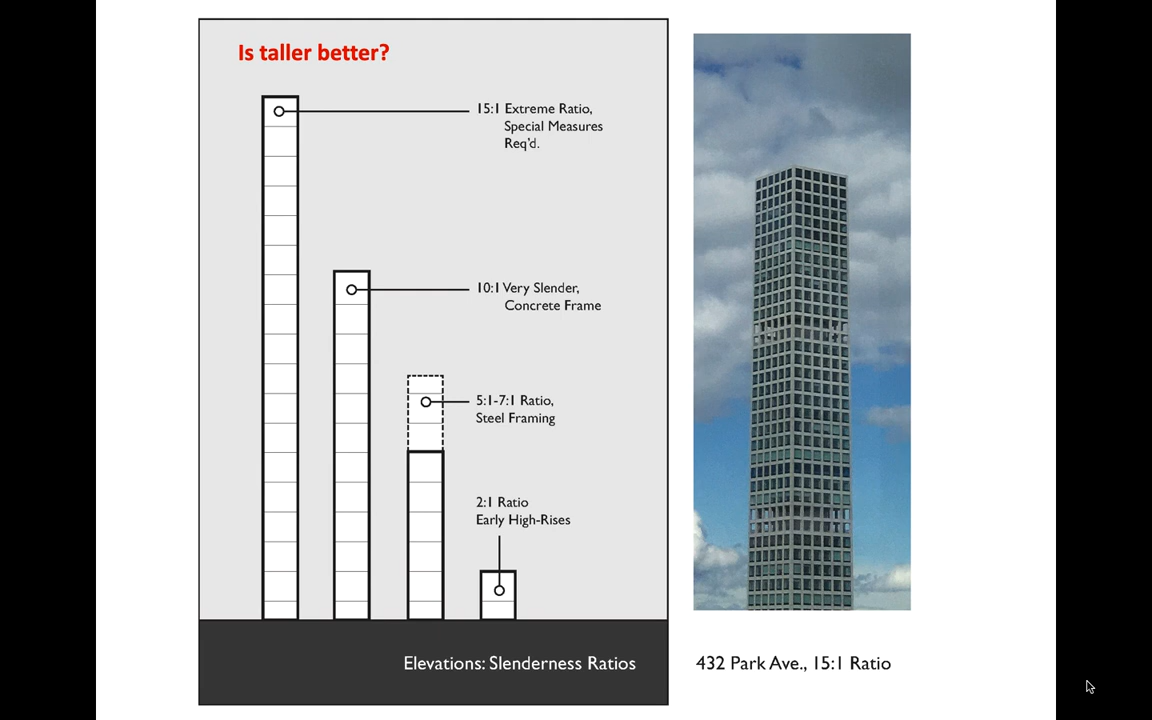 Is taller better?
15:1 Extreme Ratio,
Special Measures
Req'd.
10:1 Very Slender,
Concrete Frame
5:1-7:1 Ratio,
Steel Framing
2:1 Ratio
Early High-Rises
Elevations: Slenderness Ratios
432 Park Ave., 15:1 Ratio